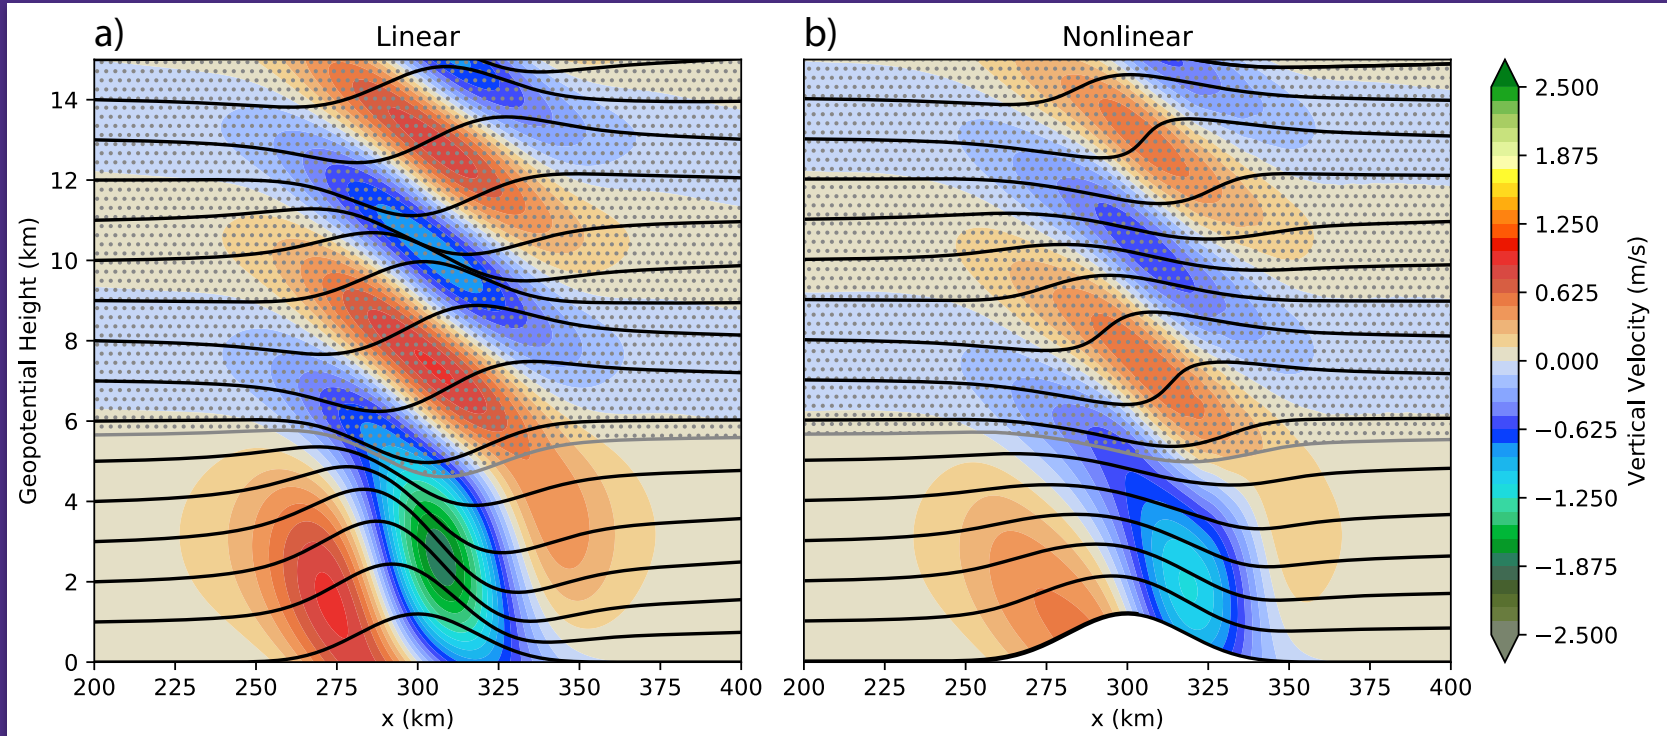 a)
Linear
b)
Nonlinear
Geopotential Height (km)
14
12
10
8
6
4
2
0
200 225 250 275 300 325 350 375 400
x (km)
200 225 250 275 300 325 350 375 400
x (km)
2.500
1.875
1.250
0.625
0.000
−0.625
−1.250
−1.875
−2.500
Vertical Velocity (m/s)